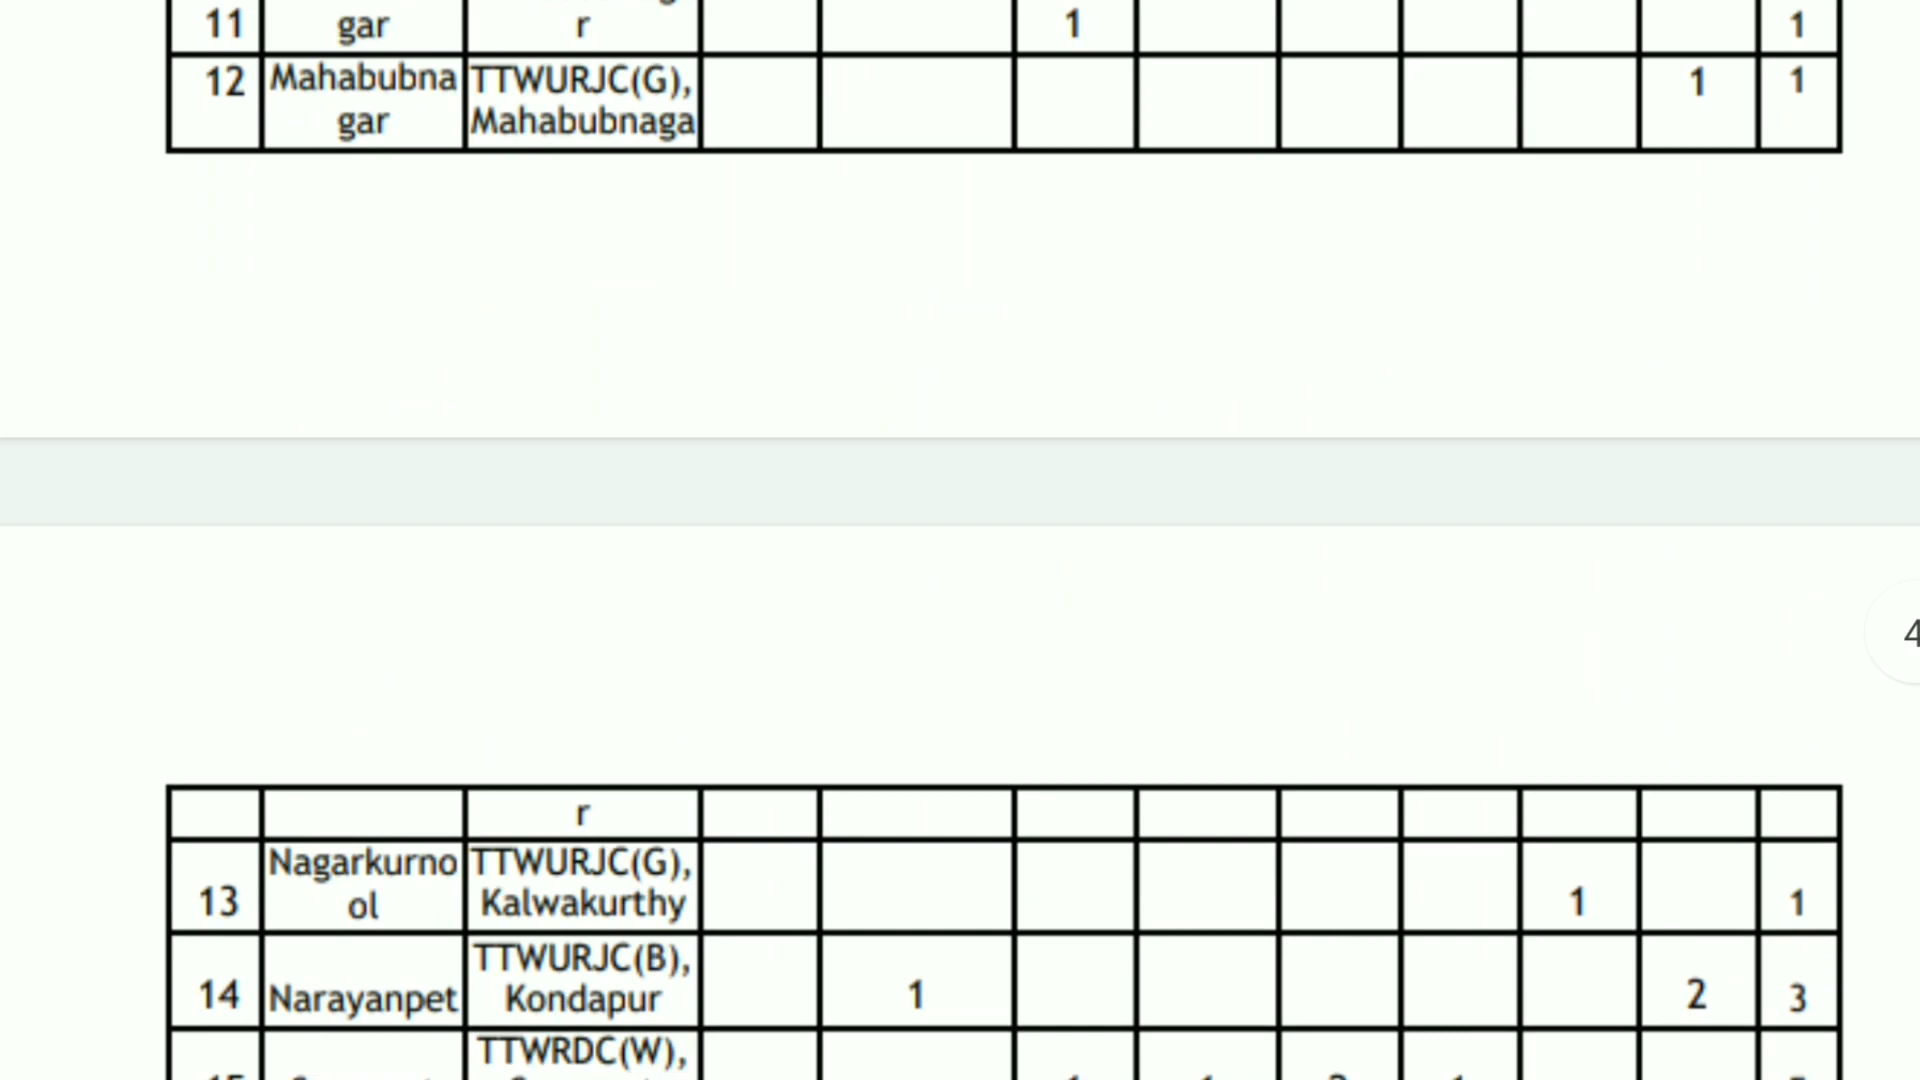 11 gar r 1 1
12 Mahabubna TTWURJC(G), 1 1
gar Mahabubnaga
4
r
Nagarkurno TTWURJC(G),
13 ol Kalwakurthy 1 1
TTWURJC(B),
14 Narayanpet Kondapur 1 2 3
TTWRDC(W),